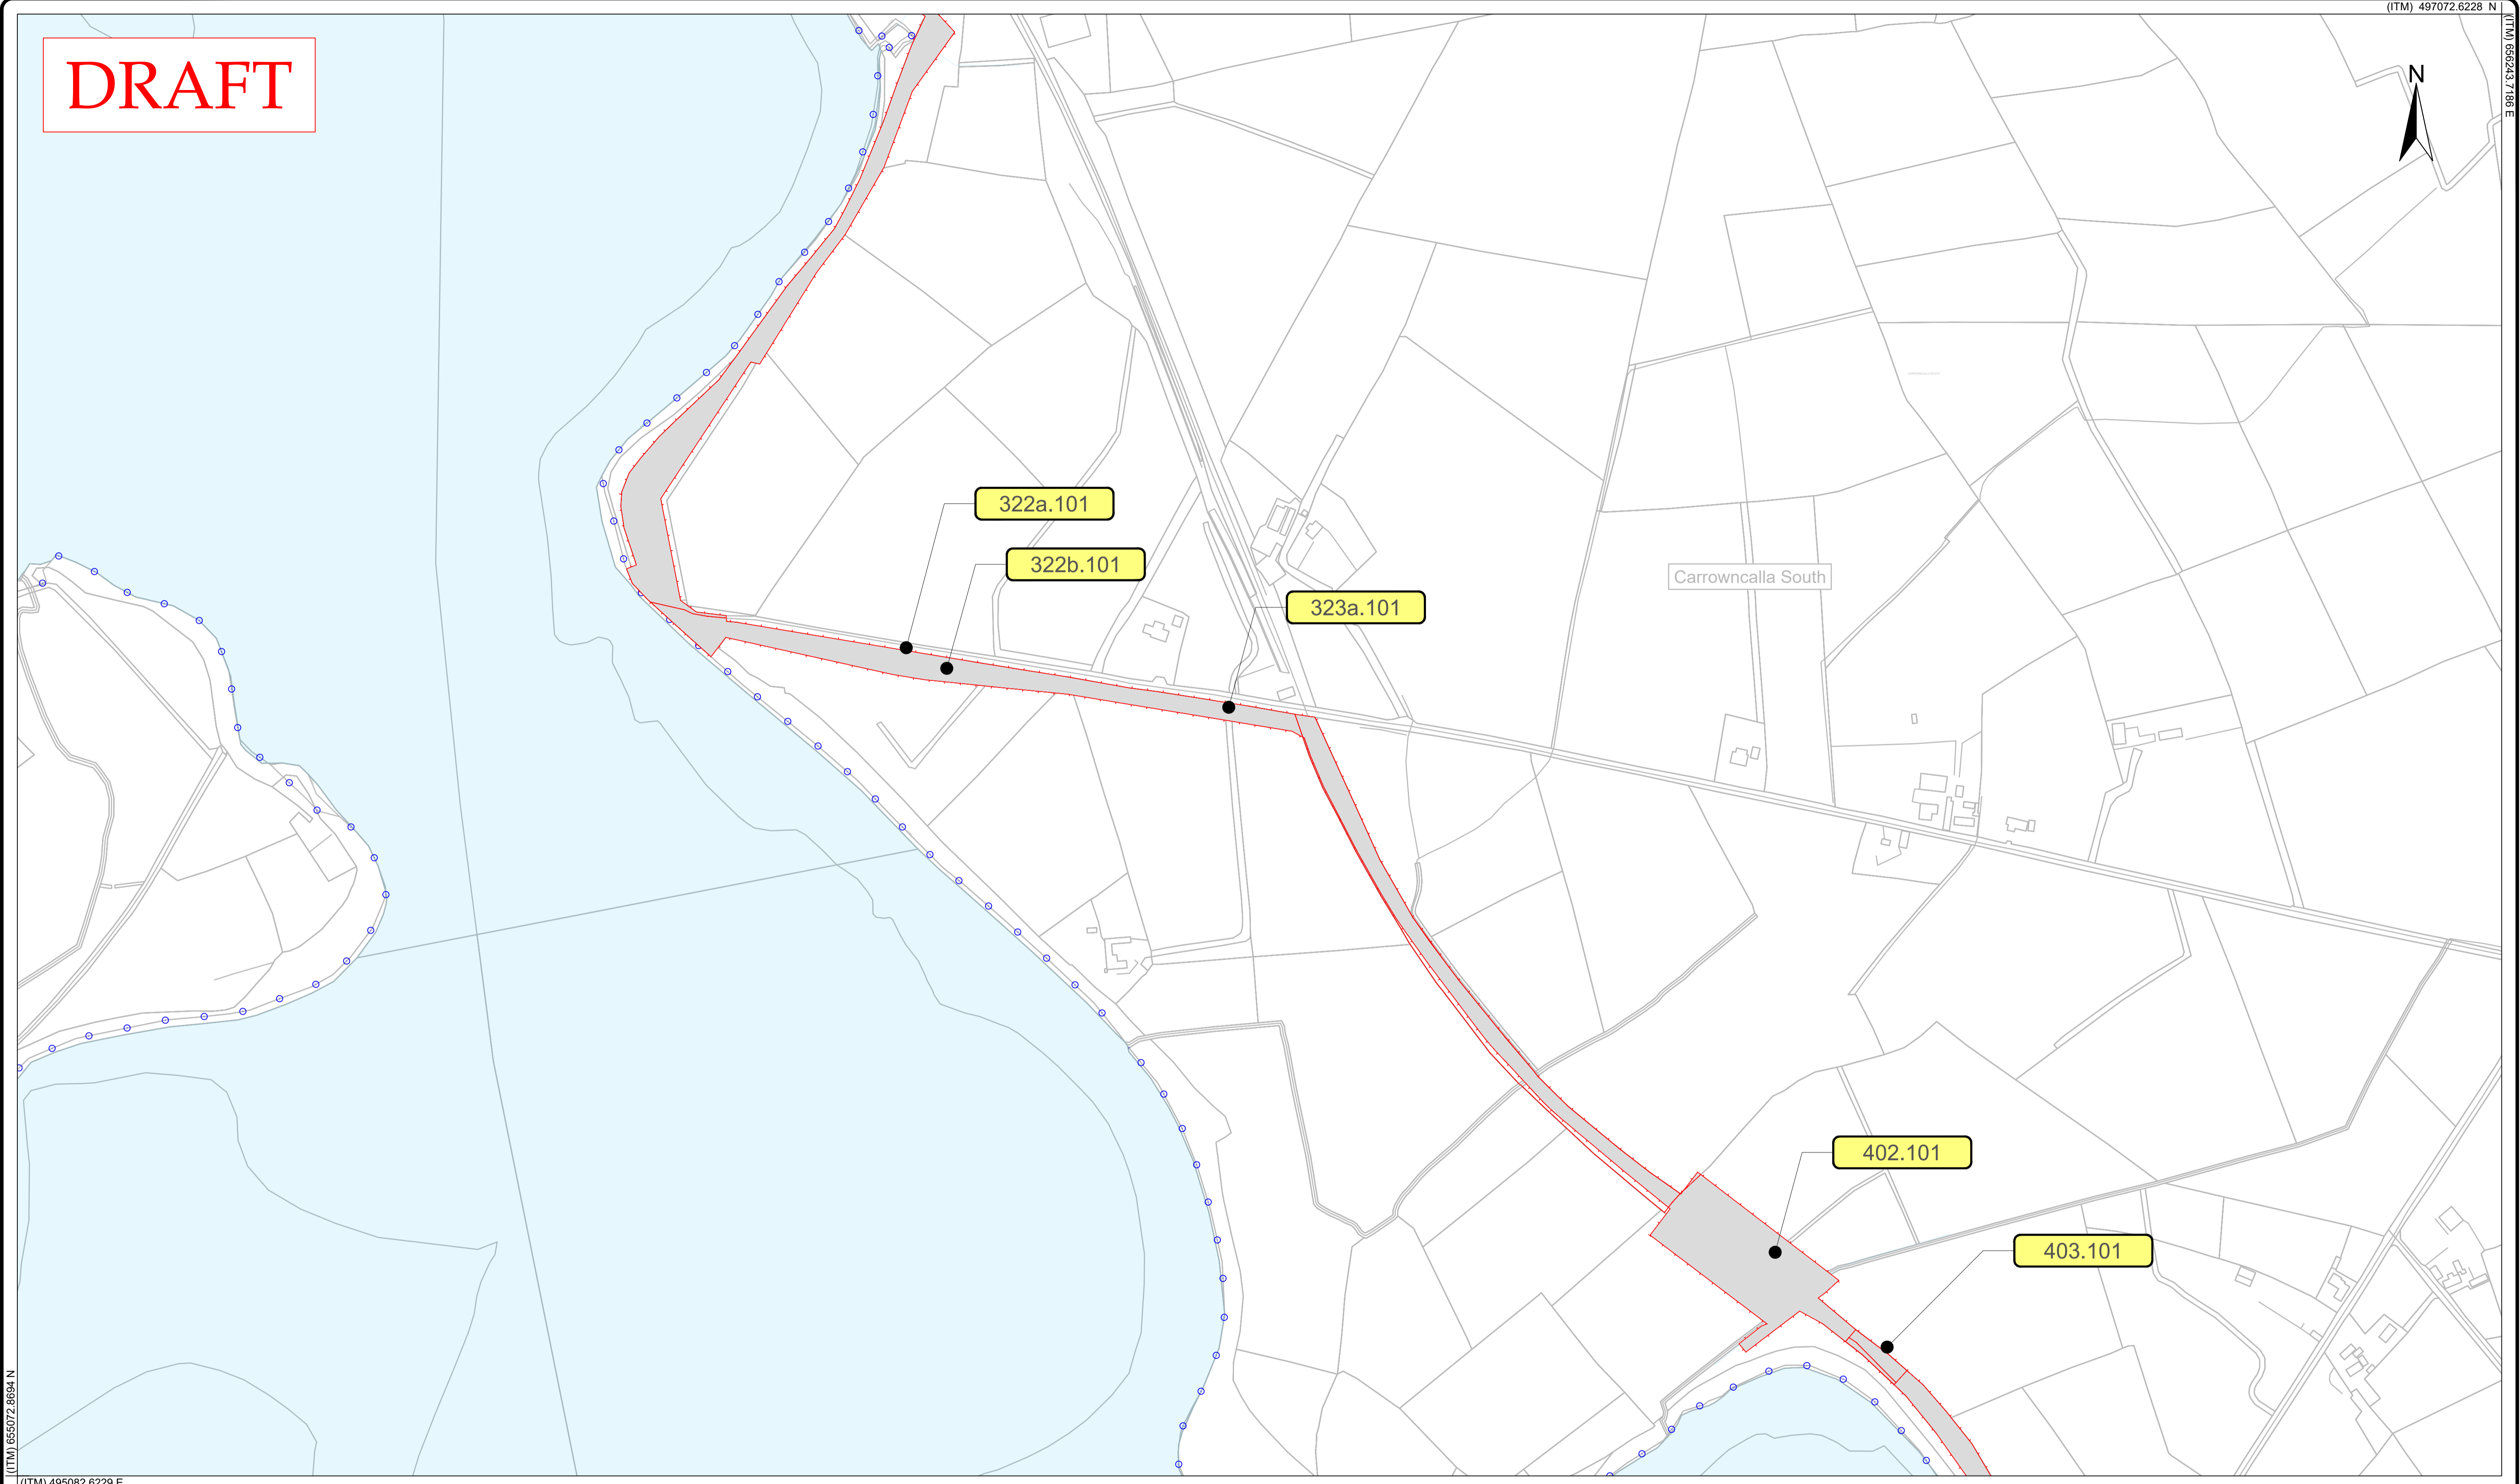 (ITM) 497072.6228 N
(ITM) 656243.7186 E
DRAFT
N
322a.101
322b.101
Carrowncalla South
323a.101
402.101
403.101
(ITM) 655072.8694 N
(ITM) 495082.6229 E